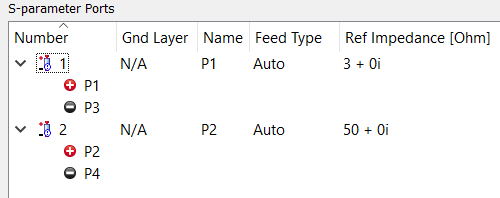 S-parameter Ports
Number Gnd Layer Name Feed Type Ref Impedance [Ohm]
1 N/A P1 Auto 3 + 0i
P1
P3
2 N/A P2 Auto 50 + 0i
P2
P4